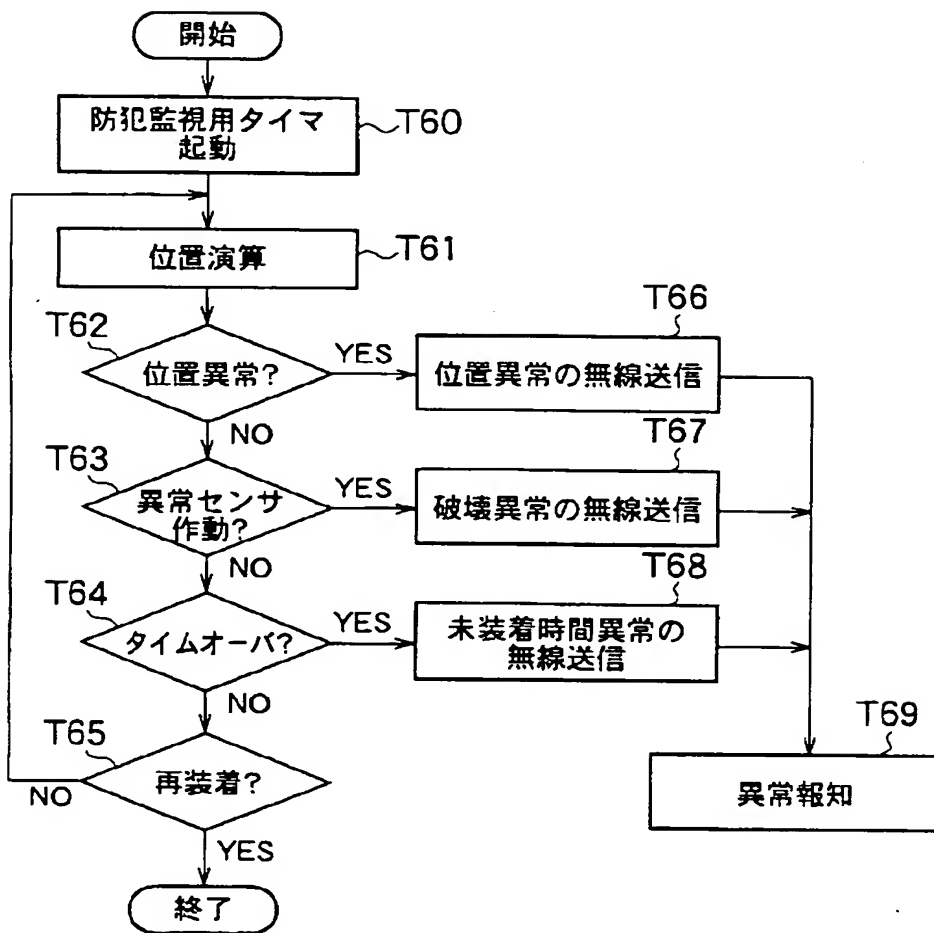 開始
防犯監視用タイマ
起動
T60
位置演算
T61
T62
位置異常?
YES
NO
T66
位置異常の無線送信
T63
異常センサ
作動?
YES
NO
T67
破壊異常の無線送信
T64
タイムオーバ?
YES
NO
T68
未装着時間異常の
無線送信
T65
再装着?
NO
YES
T69
異常報知
終了